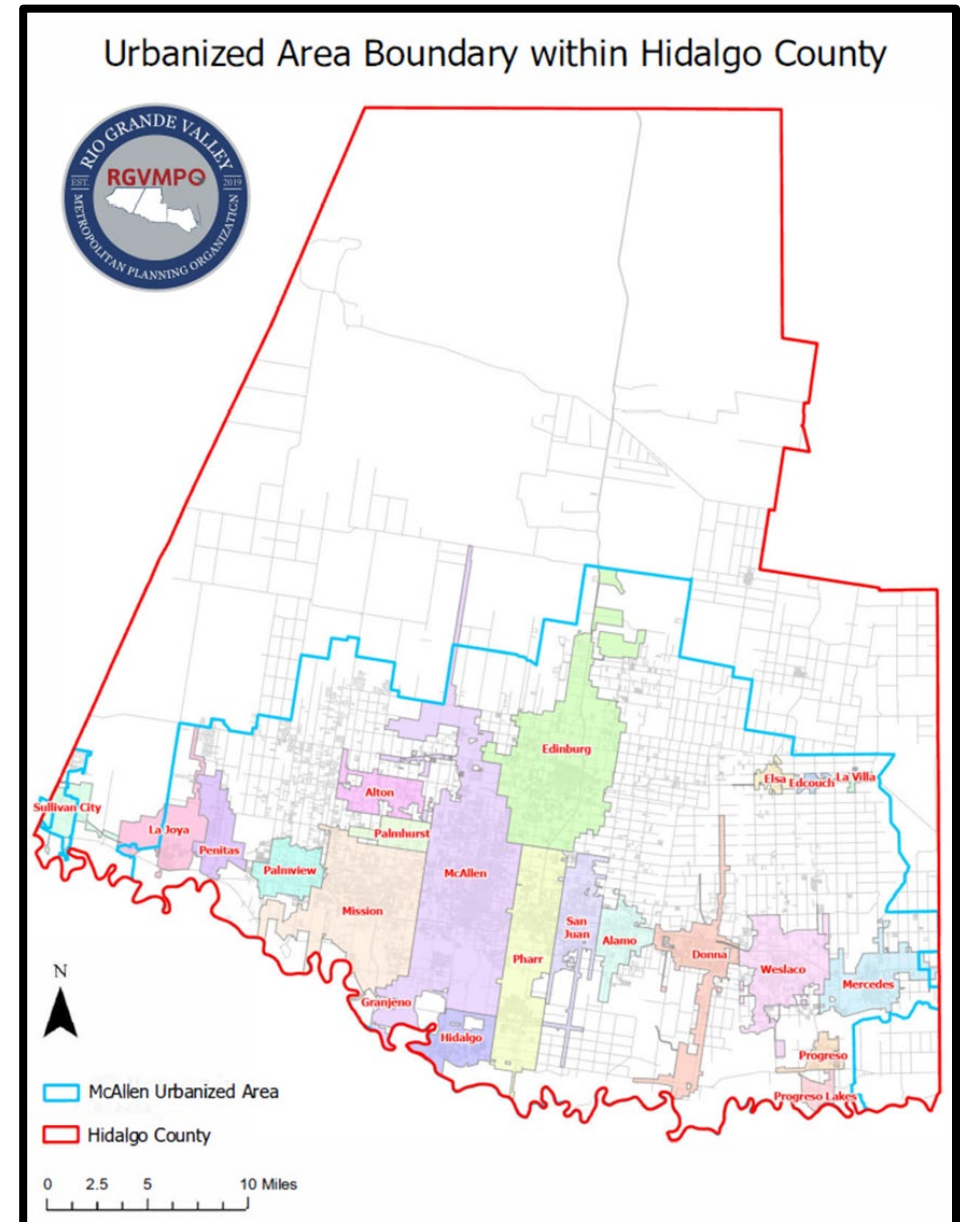 Urbanized Area Boundary within Hidalgo County
RIO GRANDE VALLEY
EST. 2019
RGVMPO
METROPOLITAN PLANNING ORGANIZATION
Edinburg
Elsa Edcouch La Villa
Alton
Sullivan City
La Joya
Palmhurst
Penitas
Palmview
McAllen
Mission
San
Juan
Alamo
Pharr
Donna
Weslaco
Mercedes
Granjeno
Hidalgo
Progreso
Progreso Lakes
N
McAllen Urbanized Area
Hidalgo County
0 2.5 5 10 Miles